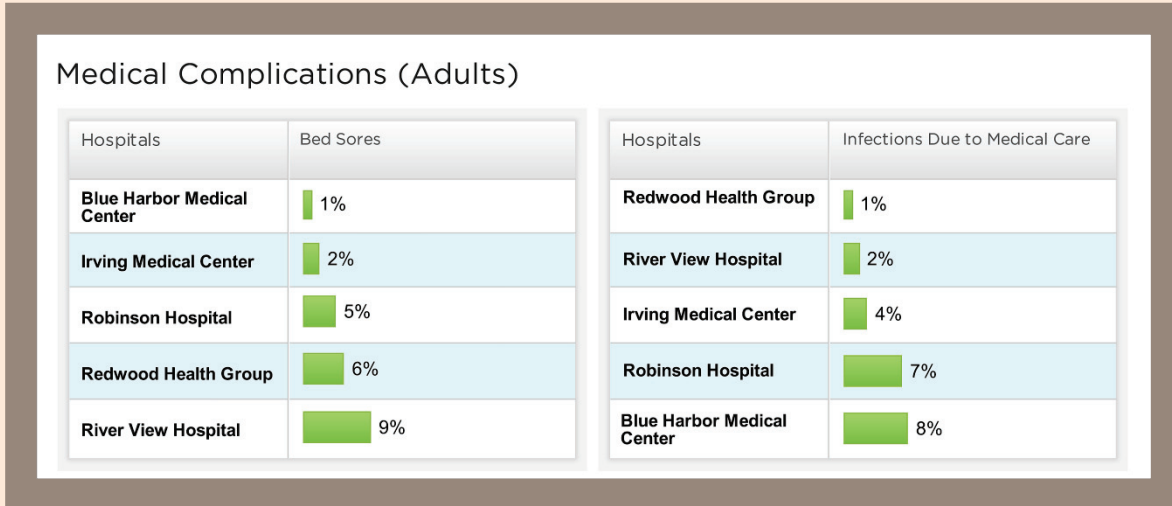 Medical Complications (Adults)
Hospitals Bed Sores
Blue Harbor Medical
Center
1%
Irving Medical Center 2%
Robinson Hospital 5%
Redwood Health Group 6%
River View Hospital 9%
Hospitals Infections Due to Medical Care
Redwood Health Group 1%
River View Hospital 2%
Irving Medical Center 4%
Robinson Hospital 7%
Blue Harbor Medical
Center
8%